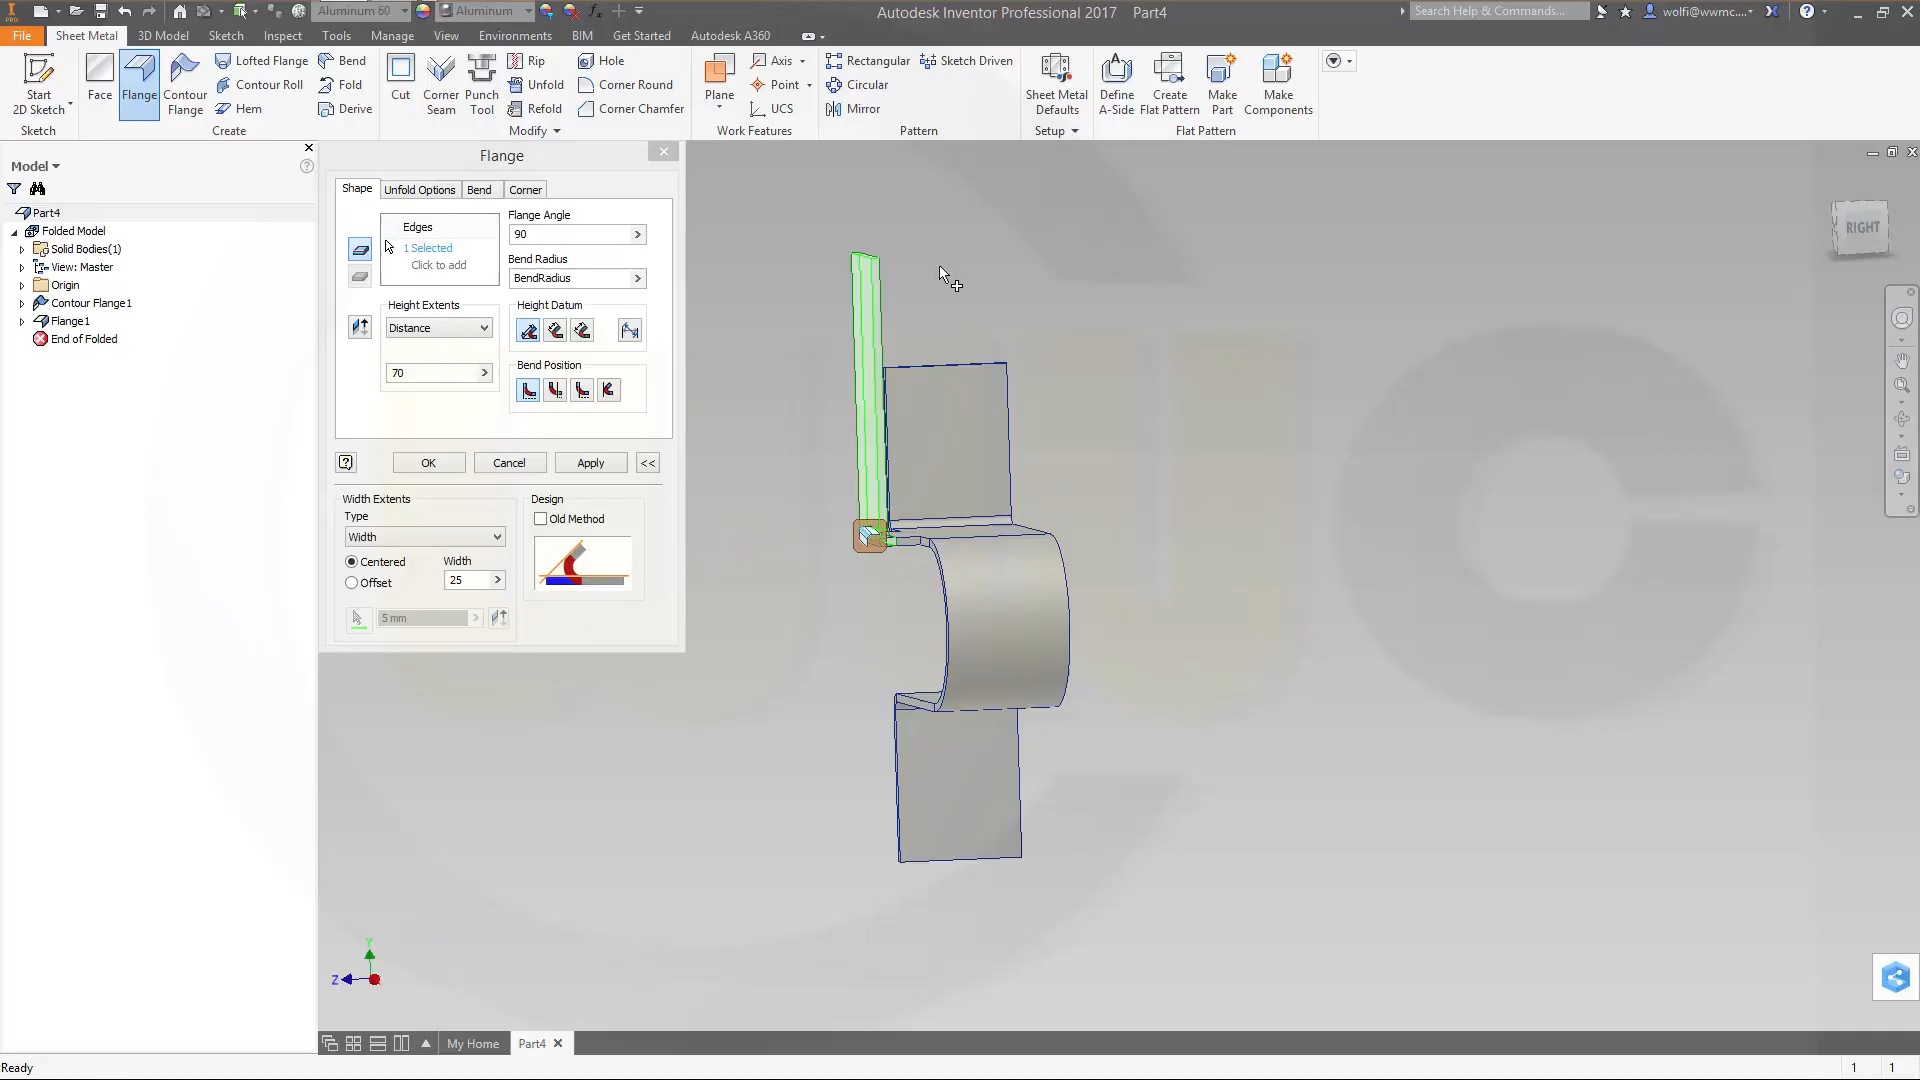 PRO
Aluminum 60
Aluminum
fx
Autodesk Inventor Professional 2017   Part4
Search Help & Commands...
wolfi@wwmc....
File
Sheet Metal
3D Model
Sketch
Inspect
Tools
Manage
View
Environments
BIM
Get Started
Autodesk A360
Start
2D Sketch
Face
Flange
Contour
Flange
Lofted Flange
Contour Roll
Hem
Bend
Fold
Derive
Cut
Corner
Seam
Punch
Tool
Rip
Unfold
Refold
Hole
Corner Round
Corner Chamfer
Plane
Axis
Point
UCS
Rectangular
Circular
Mirror
Sketch Driven
Sheet Metal
Defaults
Define
A-Side
Create
Flat Pattern
Make
Part
Make
Components
Sketch
Create
Modify
Work Features
Pattern
Setup
Flat Pattern
Model
Part4
Folded Model
Solid Bodies(1)
View: Master
Origin
Contour Flange1
Flange1
End of Folded
Flange
Shape
Unfold Options
Bend
Corner
Edges
1 Selected
Click to add
Flange Angle
90
Bend Radius
BendRadius
Height Extents
Distance
70
Height Datum
Bend Position
OK
Cancel
Apply
<<
Width Extents
Type
Width
Centered
Offset
Width
25
5 mm
Design
Old Method
RIGHT
Y
Z
My Home
Part4
Ready
1
1